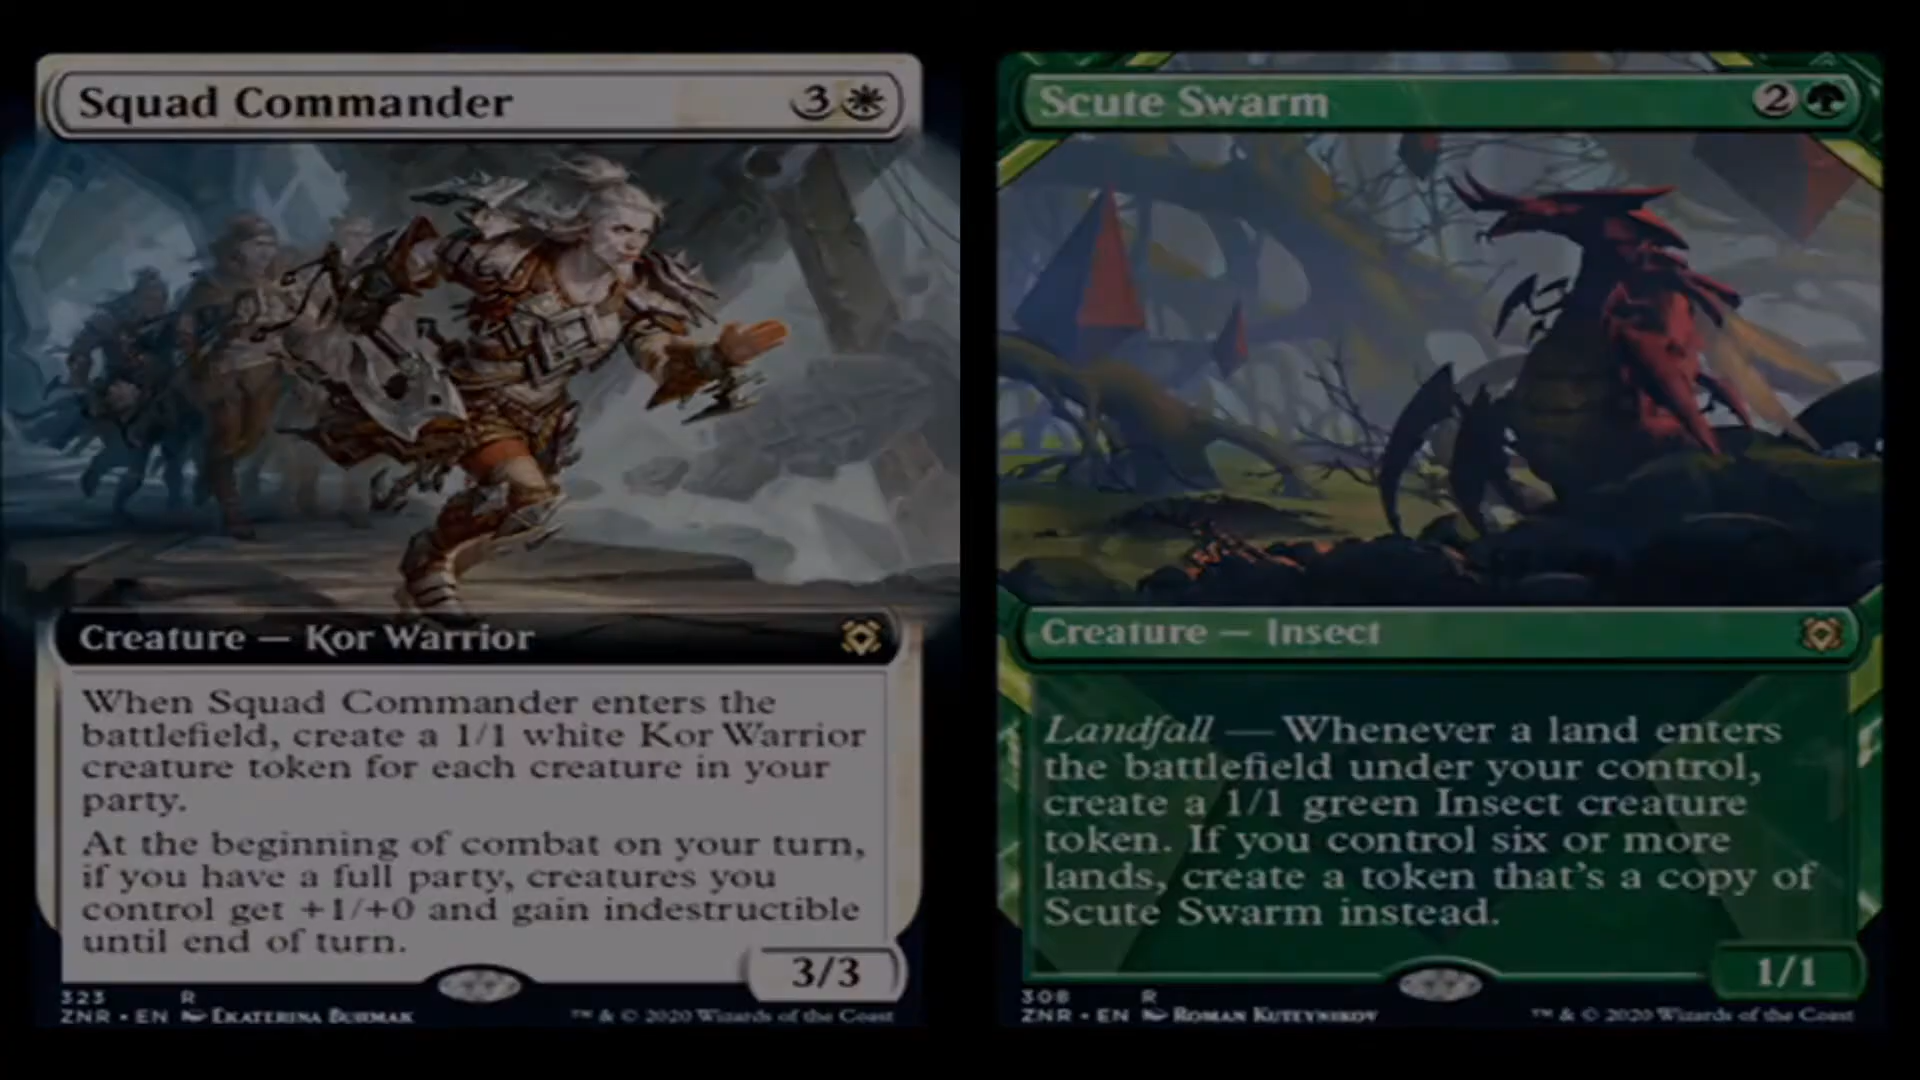 Squad Commander 3
Creature — Kor Warrior
When Squad Commander enters the
battlefield, create a 1/1 white Kor Warrior
creature token for each creature in your
party.
At the beginning of combat on your turn,
if you have a full party, creatures you
control get +1/+0 and gain indestructible
until end of turn.
3/3
323 R
ZNR • EN Ekaterina Burmak
™ & © 2020 Wizards of the Coast
Scute Swarm 2
Creature — Insect
Landfall — Whenever a land enters
the battlefield under your control,
create a 1/1 green Insect creature
token. If you control six or more
lands, create a token that's a copy of
Scute Swarm instead.
1/1
308 R
ZNR • EN Roman Kuteynikov
™ & © 2020 Wizards of the Coast